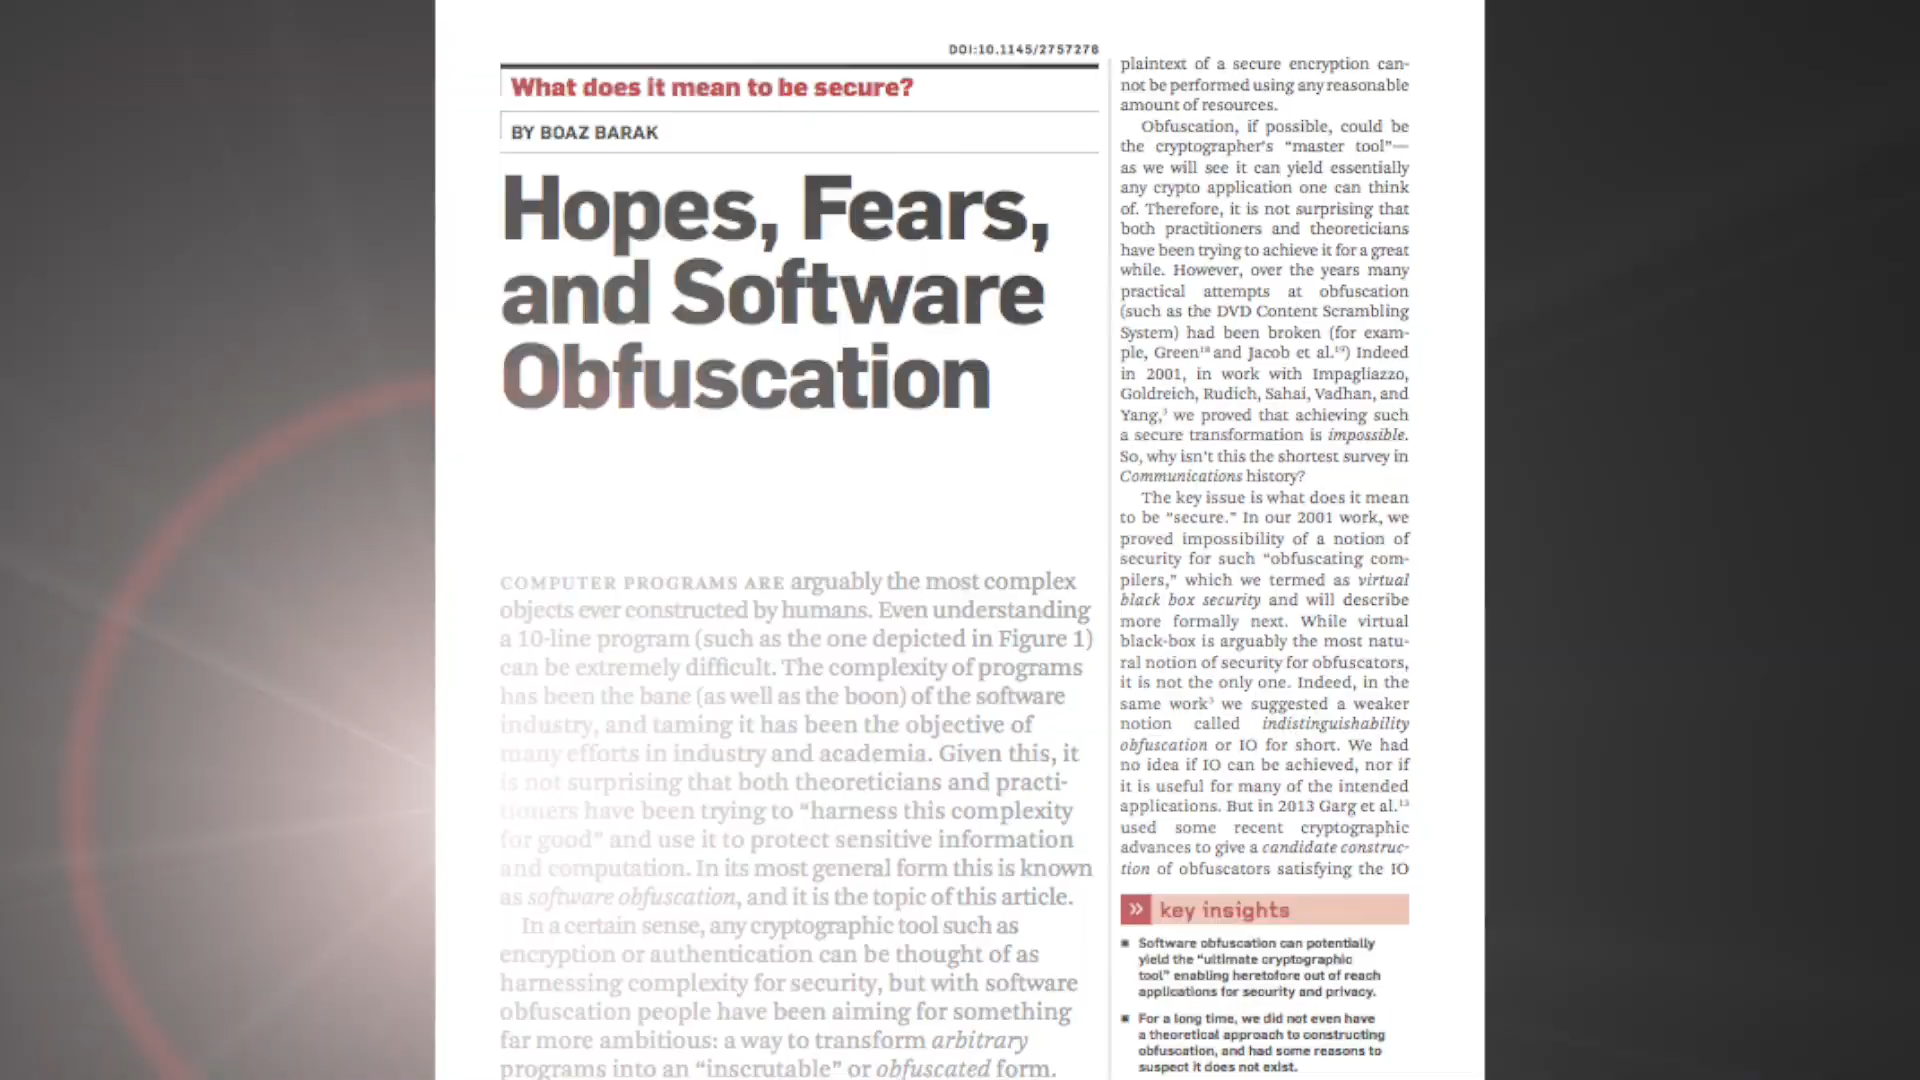 DOI:10.1145/2757276
What does it mean to be secure?
BY BOAZ BARAK
Hopes, Fears,
and Software
Obfuscation
COMPUTER PROGRAMS ARE arguably the most complex
objects ever constructed by humans. Even understanding
a 10-line program (such as the one depicted in Figure 1)
can be extremely difficult. The complexity of programs
has been the bane (as well as the boon) of the software
industry, and taming it has been the objective of
many efforts in industry and academia. Given this, it
is not surprising that both theoreticians and practi-
tioners have been trying to “harness this complexity
for good” and use it to protect sensitive information
and computation. In its most general form this is known
as software obfuscation, and it is the topic of this article.
In a certain sense, any cryptographic tool such as
encryption or authentication can be thought of as
harnessing complexity for security, but with software
obfuscation people have been aiming for something
far more ambitious: a way to transform arbitrary
programs into an “inscrutable” or obfuscated form.
plaintext of a secure encryption can-
not be performed using any reasonable
amount of resources.
Obfuscation, if possible, could be
the cryptographer's “master tool”—
as we will see it can yield essentially
any crypto application one can think
of. Therefore, it is not surprising that
both practitioners and theoreticians
have been trying to achieve it for a great
while. However, over the years many
practical attempts at obfuscation
(such as the DVD Content Scrambling
System) had been broken (for exam-
ple, Green18 and Jacob et al.19) Indeed
in 2001, in work with Impagliazzo,
Goldreich, Rudich, Sahai, Vadhan, and
Yang,3 we proved that achieving such
a secure transformation is impossible.
So, why isn't this the shortest survey in
Communications history?
The key issue is what does it mean
to be “secure.” In our 2001 work, we
proved impossibility of a notion of
security for such “obfuscating com-
pilers,” which we termed as virtual
black box security and will describe
more formally next. While virtual
black-box is arguably the most natu-
ral notion of security for obfuscators,
it is not the only one. Indeed, in the
same work3 we suggested a weaker
notion called indistinguishability
obfuscation or IO for short. We had
no idea if IO can be achieved, nor if
it is useful for many of the intended
applications. But in 2013 Garg et al.13
used some recent cryptographic
advances to give a candidate construc-
tion of obfuscators satisfying the IO
» key insights
Software obfuscation can potentially
yield the “ultimate cryptographic
tool” enabling heretofore out of reach
applications for security and privacy.
For a long time, we did not even have
a theoretical approach to constructing
obfuscation, and had some reasons to
suspect it does not exist.